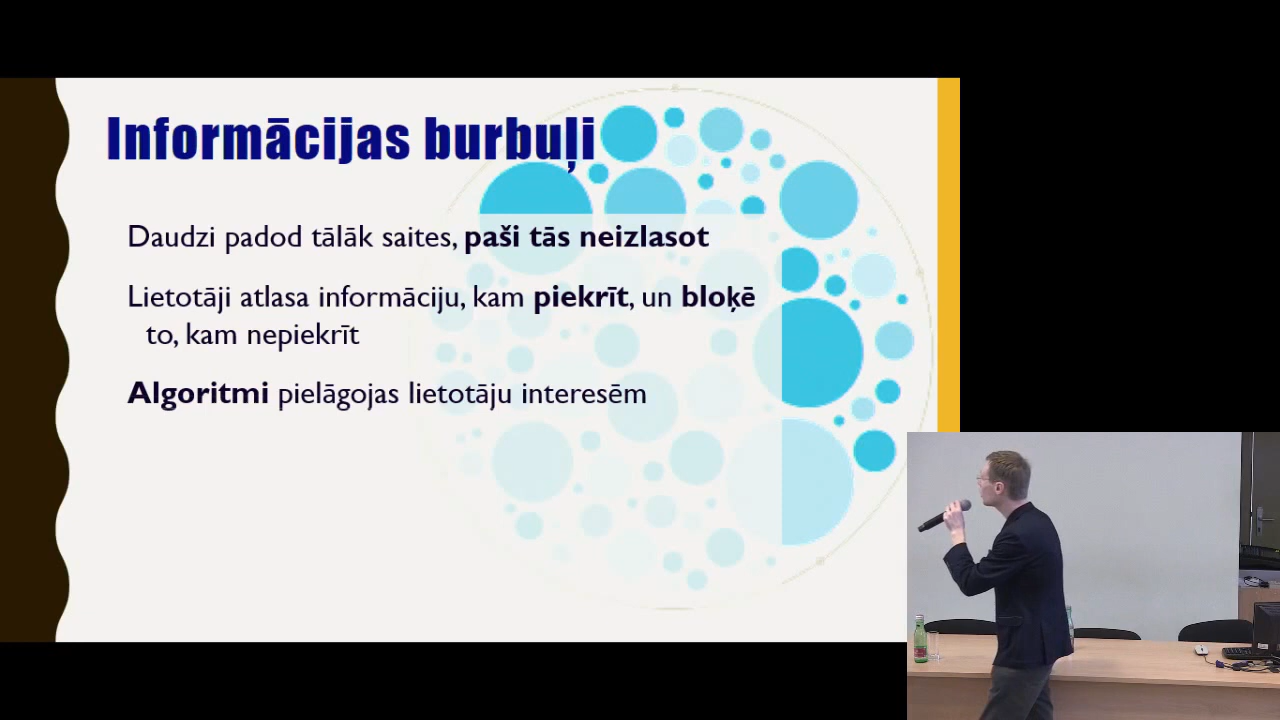 Informācijas burbuļi
Daudzi padod tālāk saites, paši tās neizlasot
Lietotāji atlasa informāciju, kam piekrīt, un bloķē
to, kam nepiekrīt
Algoritmi pielāgojas lietotāju interesēm